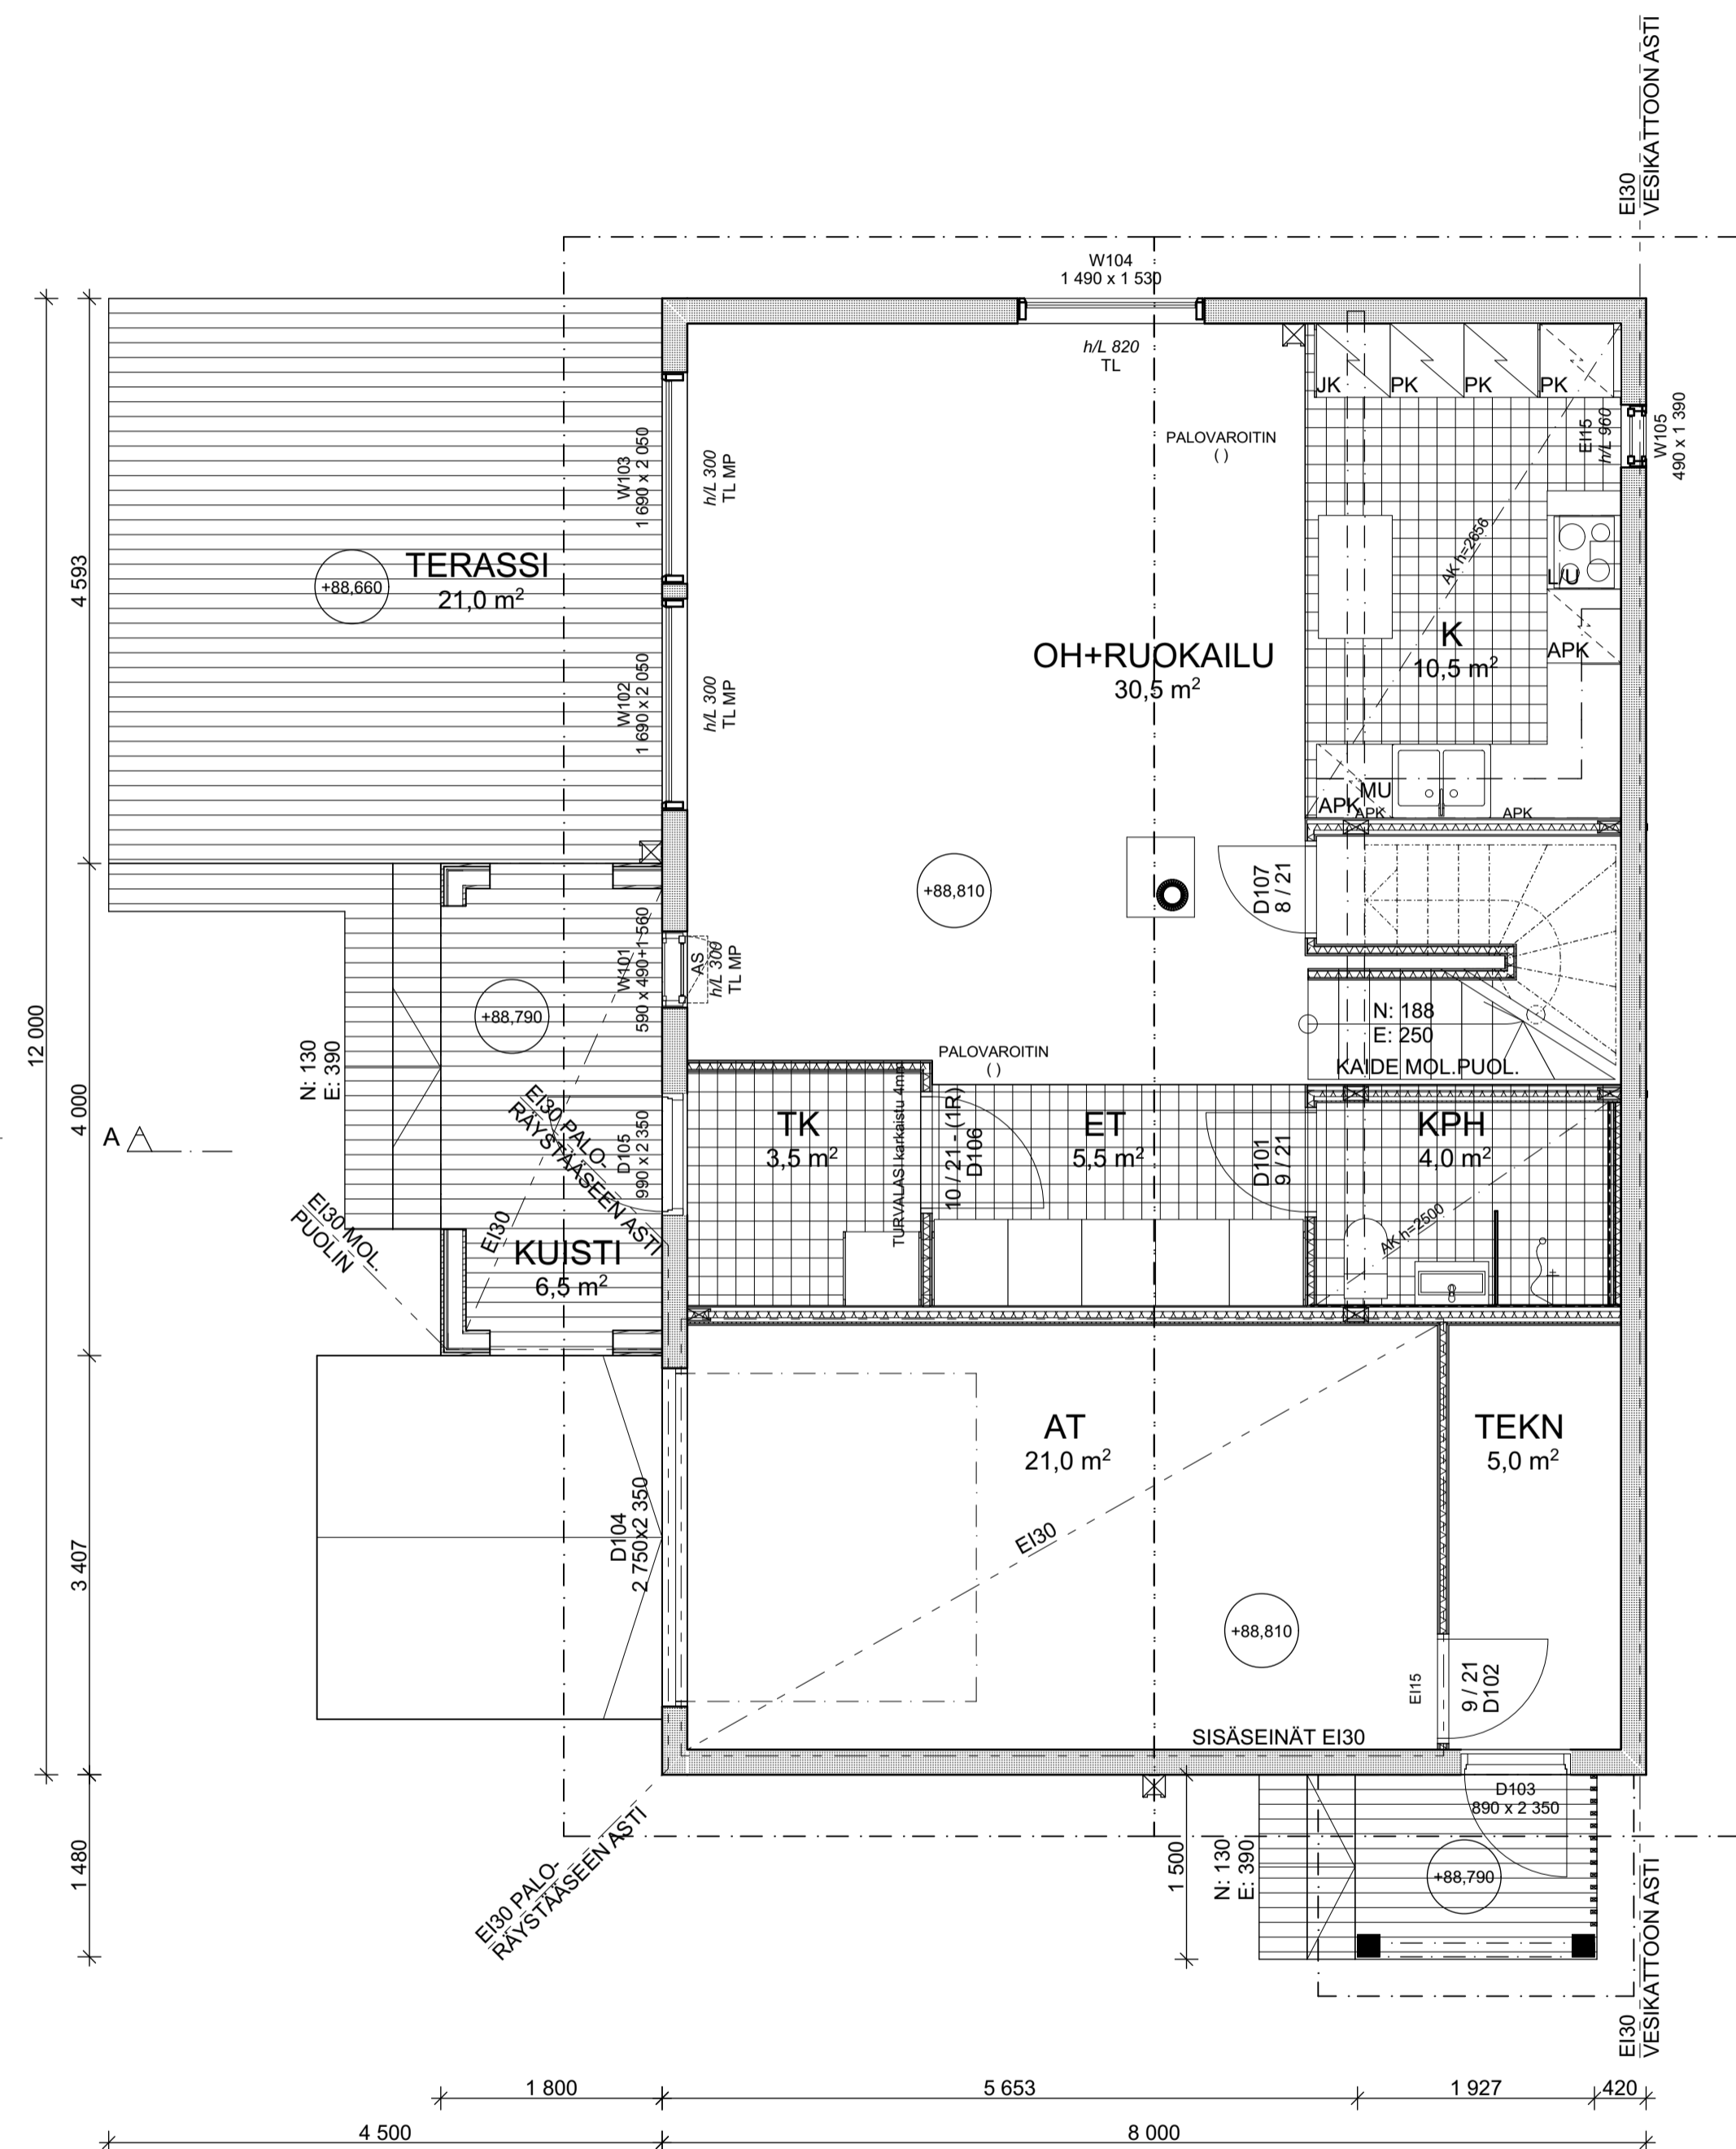 EI30
VESIKATTOON ASTI
W104
1 490 x 1 530
h/L 820
TL
JK
PK
PK
PK
EI15
h/L 960
W105
490 x 1 390
PALOVAROITIN
( )
W103
1 690 x 2 050
h/L 300
TL MP
4 593
TERASSI
21,0 m²
+88,660
AK h=2656
L/U
K
10,5 m²
APK
OH+RUOKAILU
30,5 m²
W102
1 690 x 2 050
h/L 300
TL MP
MU
APK
APK
APK
D107
8 / 21
+88,810
W101
590 x 490+1 560
AS
h/L 300
TL MP
+88,790
N: 188
E: 250
KAIDE MOL.PUOL.
12 000
N: 130
E: 390
4 000
A
PALOVAROITIN
( )
EI30 PALO-
RÄYSTÄÄSEEN ASTI
D105
990 x 2 350
TK
3,5 m²
TURVALASI karkaistu 4mm
10 / 21 - (1R)
D106
ET
5,5 m²
D101
9 / 21
KPH
4,0 m²
AK h=2500
EI30 MOL.
PUOLIN
EI30
KUISTI
6,5 m²
AT
21,0 m²
TEKN
5,0 m²
D104
2 750x2 350
3 407
EI30
+88,810
EI15
9 / 21
D102
SISÄSEINÄT EI30
D103
890 x 2 350
1 480
EI30 PALO-
RÄYSTÄÄSEEN ASTI
1 500
N: 130
E: 390
+88,790
EI30
VESIKATTOON ASTI
1 800
5 653
1 927
420
4 500
8 000